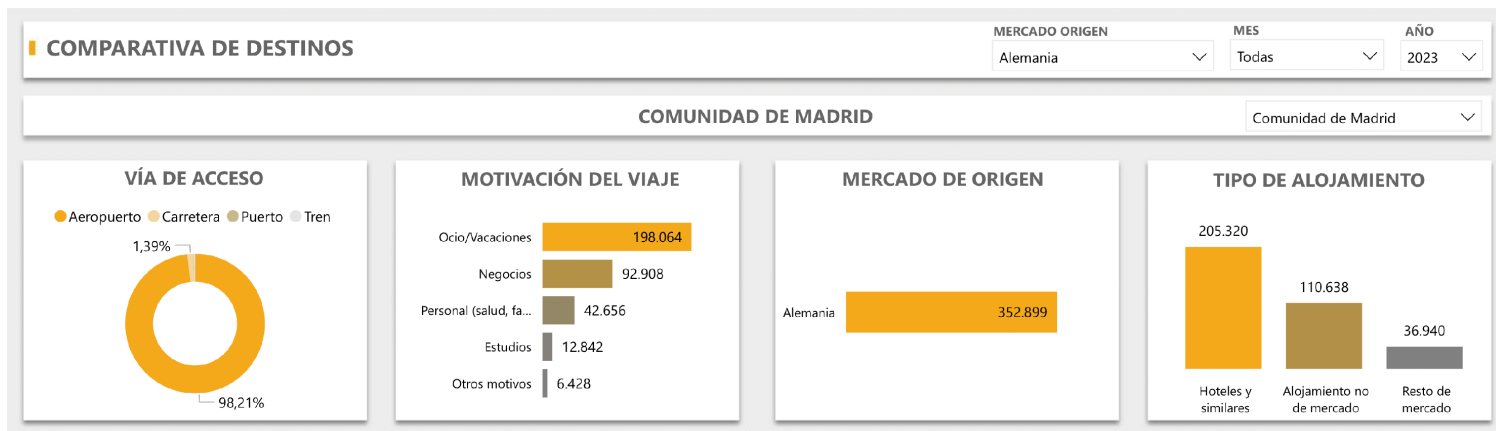 COMPARATIVA DE DESTINOS
MERCADO ORIGEN
Alemania
MES
Todas
AÑO
2023
COMUNIDAD DE MADRID
Comunidad de Madrid
VÍA DE ACCESO
Aeropuerto Carretera Puerto Tren
1,39%
98,21%
MOTIVACIÓN DEL VIAJE
Ocio/Vacaciones 198.064
Negocios 92.908
Personal (salud, fa... 42.656
Estudios 12.842
Otros motivos 6.428
MERCADO DE ORIGEN
Alemania 352.899
TIPO DE ALOJAMIENTO
205.320
110.638
36.940
Hoteles y
similares
Alojamiento no
de mercado
Resto de
mercado